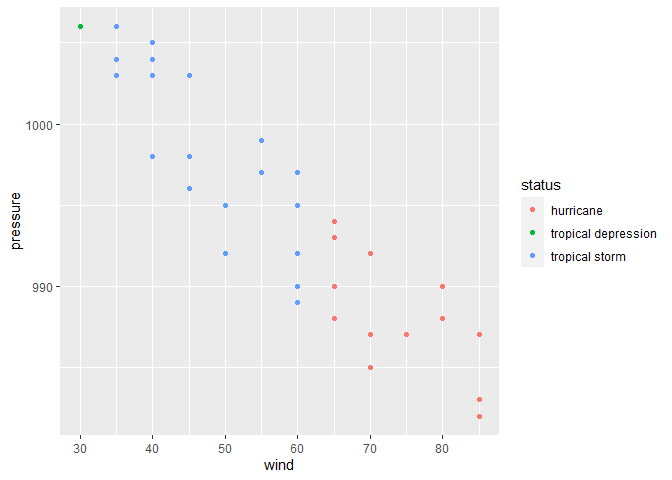 pressure
1000
990
30 40 50 60 70 80
wind
status
hurricane
tropical depression
tropical storm